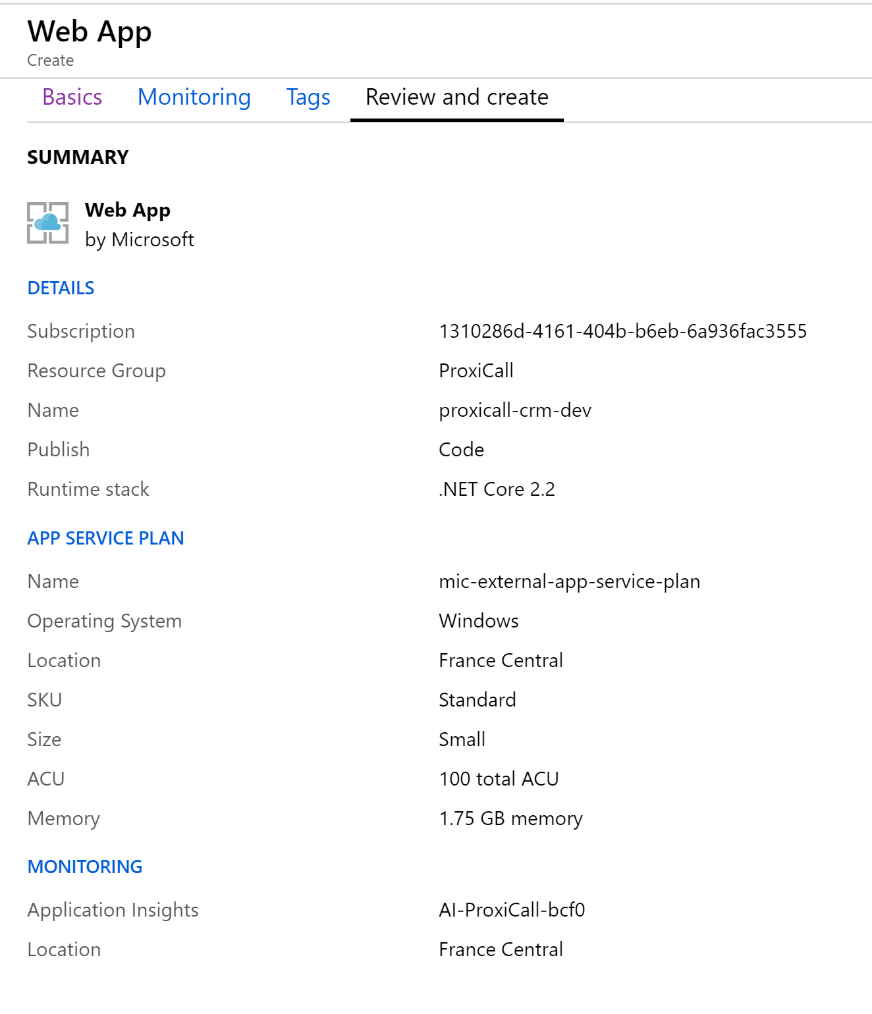 Web App
Create
Basics Monitoring Tags Review and create
SUMMARY
Web App
by Microsoft
DETAILS
Subscription 1310286d-4161-404b-b6eb-6a936fac3555
Resource Group ProxiCall
Name proxicall-crm-dev
Publish Code
Runtime stack .NET Core 2.2
APP SERVICE PLAN
Name mic-external-app-service-plan
Operating System Windows
Location France Central
SKU Standard
Size Small
ACU 100 total ACU
Memory 1.75 GB memory
MONITORING
Application Insights AI-ProxiCall-bcf0
Location France Central